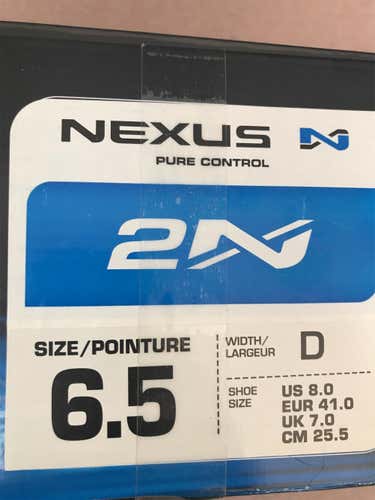 NEXUS N
PURE CONTROL
2N
SIZE/POINTURE
6.5
WIDTH/
LARGEUR
D
SHOE
SIZE
US 8.0
EUR 41.0
UK 7.0
CM 25.5